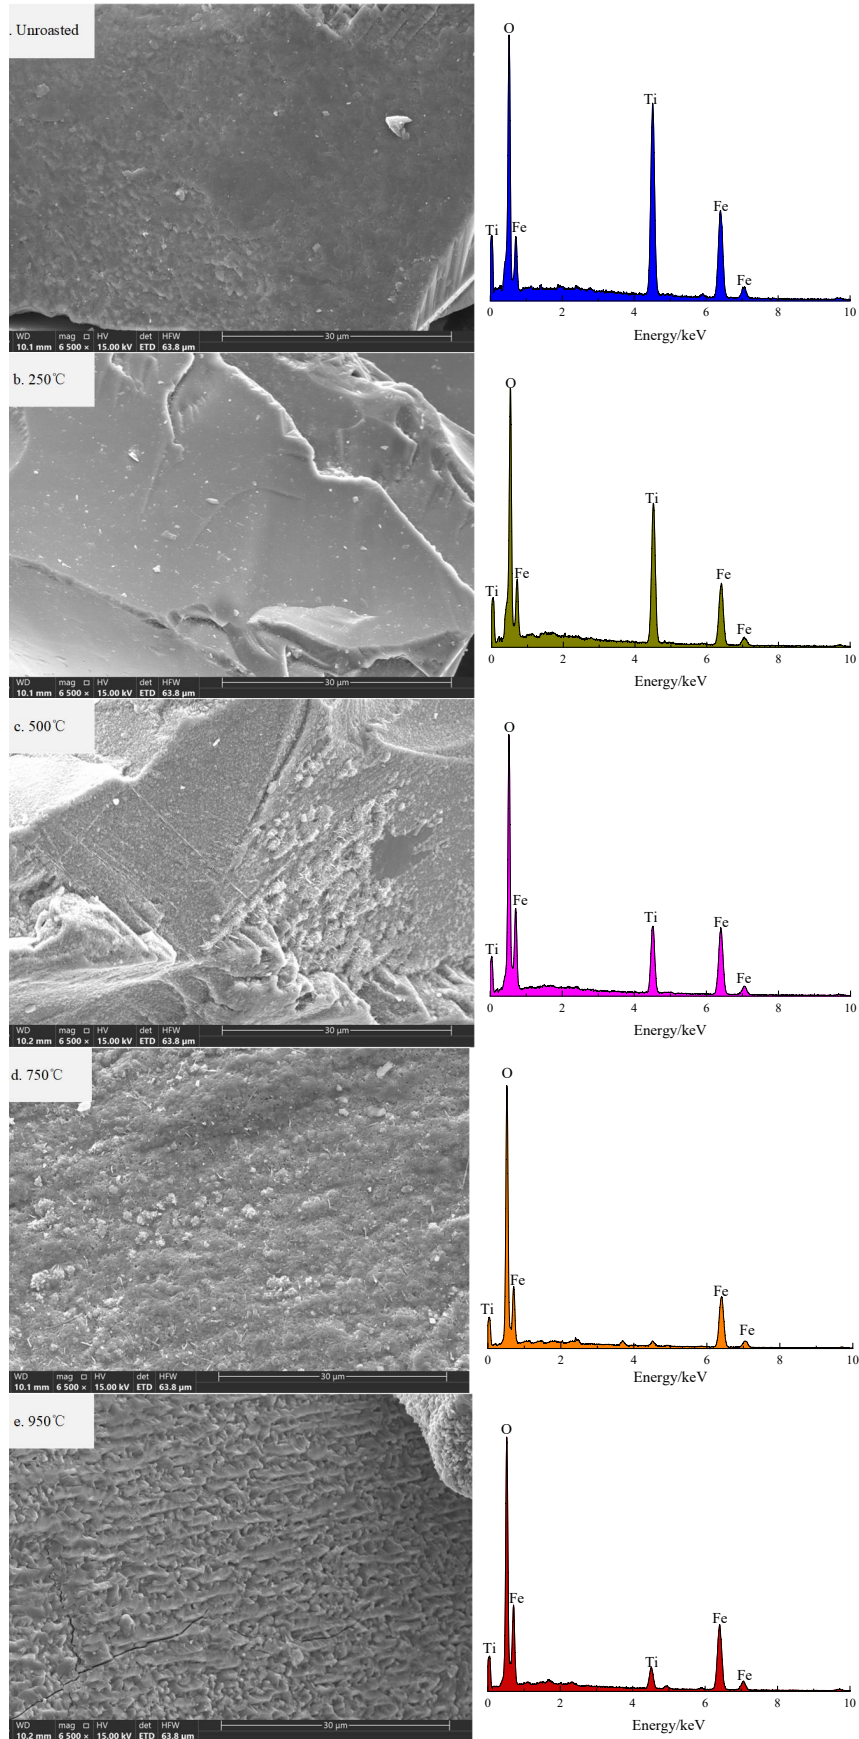 . Unroasted
WD mag □ HV det HFW
10.1 mm 6 500 × 15.00 kV ETD 63.8 µm
30 µm
O
Ti
Ti
Fe
Fe
Fe
0 2 4 6 8 10
Energy/keV
b. 250℃
WD mag □ HV det HFW
10.1 mm 6 500 × 15.00 kV ETD 63.8 µm
30 µm
O
Ti
Ti
Fe
Fe
Fe
0 2 4 6 8 10
Energy/keV
c. 500℃
WD mag □ HV det HFW
10.2 mm 6 500 × 15.00 kV ETD 63.8 µm
30 µm
O
Fe
Ti
Ti
Fe
Fe
0 2 4 6 8 10
Energy/keV
d. 750℃
WD mag □ HV det HFW
10.1 mm 6 500 × 15.00 kV ETD 63.8 µm
30 µm
O
Ti
Fe
Fe
Fe
0 2 4 6 8 10
Energy/keV
e. 950℃
WD mag □ HV det HFW
10.2 mm 6 500 × 15.00 kV ETD 63.8 µm
30 µm
O
Fe
Ti
Ti
Fe
Fe
0 2 4 6 8 10
Energy/keV